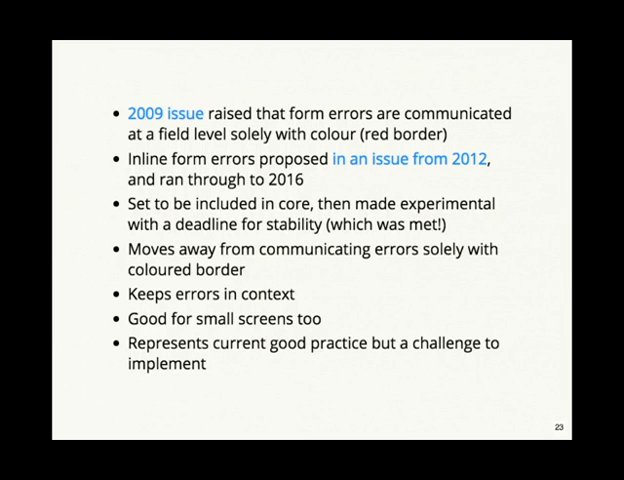 • 2009 issue raised that form errors are communicated
at a field level solely with colour (red border)
• Inline form errors proposed in an issue from 2012,
and ran through to 2016
• Set to be included in core, then made experimental
with a deadline for stability (which was met!)
• Moves away from communicating errors solely with
coloured border
• Keeps errors in context
• Good for small screens too
• Represents current good practice but a challenge to
implement
23